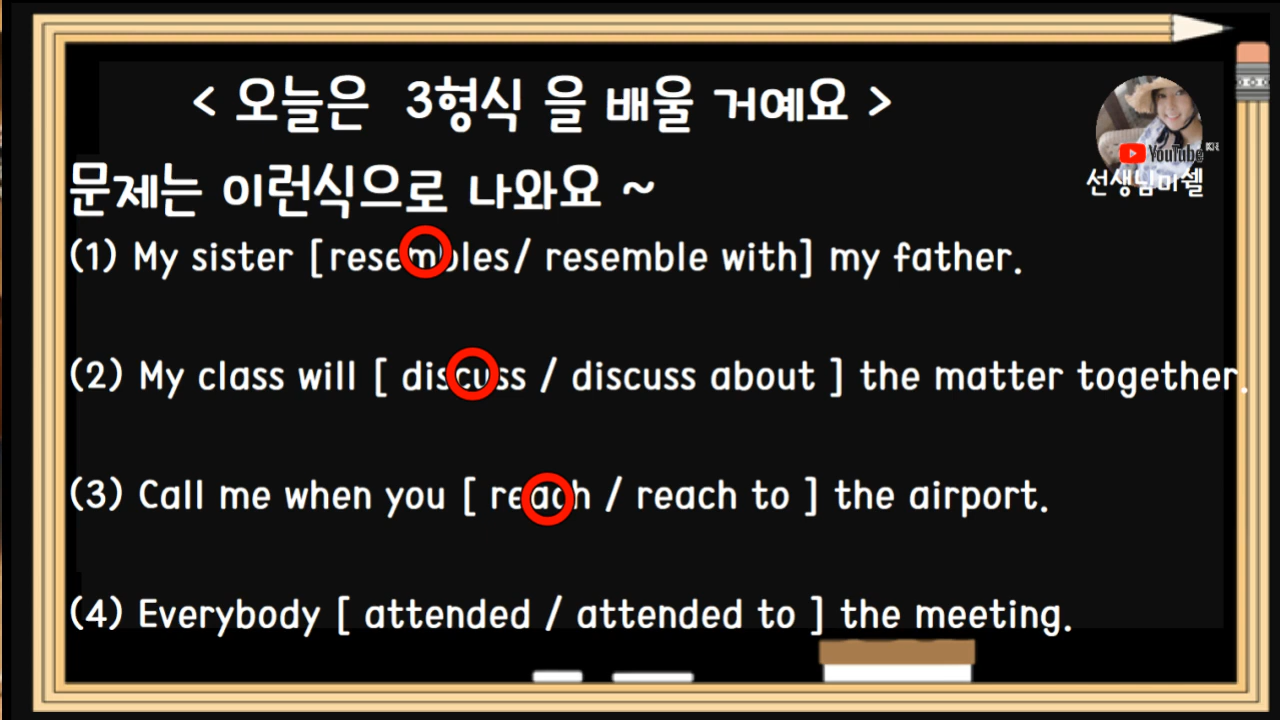 < 오늘은 3형식 을 배울 거예요 >
YouTube KR
선생님미쉘
문제는 이런식으로 나와요 ~
(1) My sister [resembles/ resemble with] my father.
(2) My class will [ discuss / discuss about ] the matter together.
(3) Call me when you [ reach / reach to ] the airport.
(4) Everybody [ attended / attended to ] the meeting.